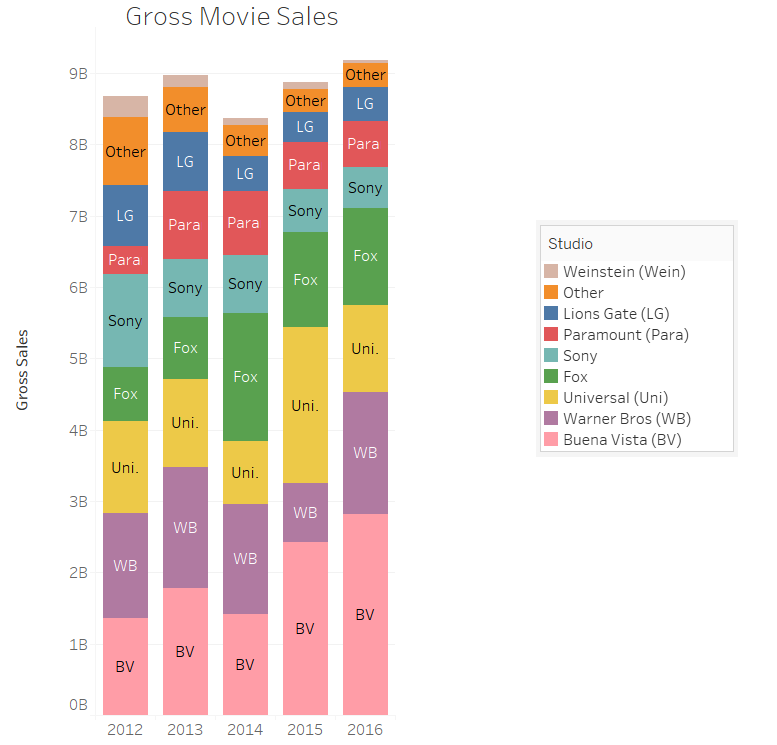 Gross Movie Sales
Gross Sales
9B
8B
7B
6B
5B
4B
3B
2B
1B
0B
Other
LG
Para
Sony
Fox
Uni.
WB
BV
Other
LG
Para
Sony
Fox
Uni.
WB
BV
Other
LG
Para
Sony
Fox
Uni.
WB
BV
Other
LG
Para
Sony
Fox
Uni.
WB
BV
Other
LG
Para
Sony
Fox
Uni.
WB
BV
2012 2013 2014 2015 2016
Studio
Weinstein (Wein)
Other
Lions Gate (LG)
Paramount (Para)
Sony
Fox
Universal (Uni)
Warner Bros (WB)
Buena Vista (BV)